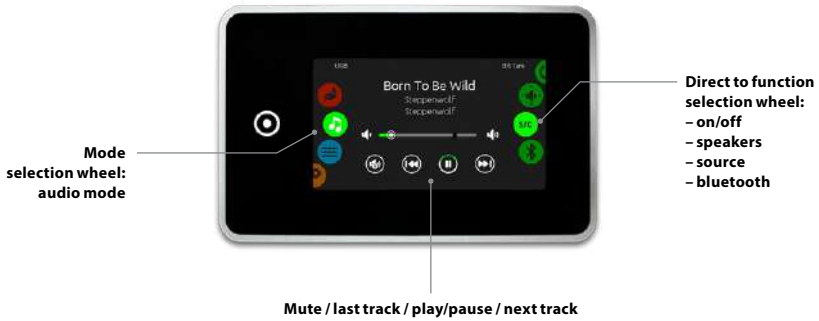 USB
Born To Be Wild
Steppenwolf
Steppenwolf
S/C
Mode
selection wheel:
audio mode
Direct to function
selection wheel:
– on/off
– speakers
– source
– bluetooth
Mute / last track / play/pause / next track